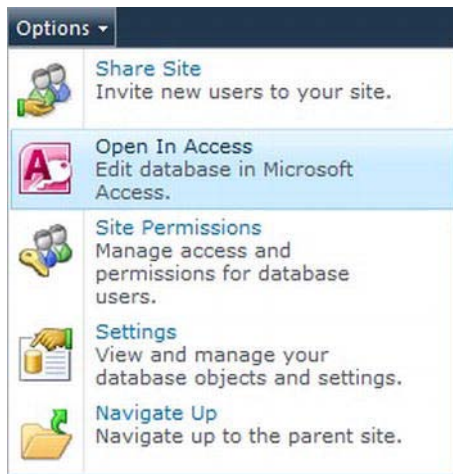 Options
Share Site
Invite new users to your site.
Open In Access
Edit database in Microsoft
Access.
Site Permissions
Manage access and
permissions for database
users.
Settings
View and manage your
database objects and settings.
Navigate Up
Navigate up to the parent site.